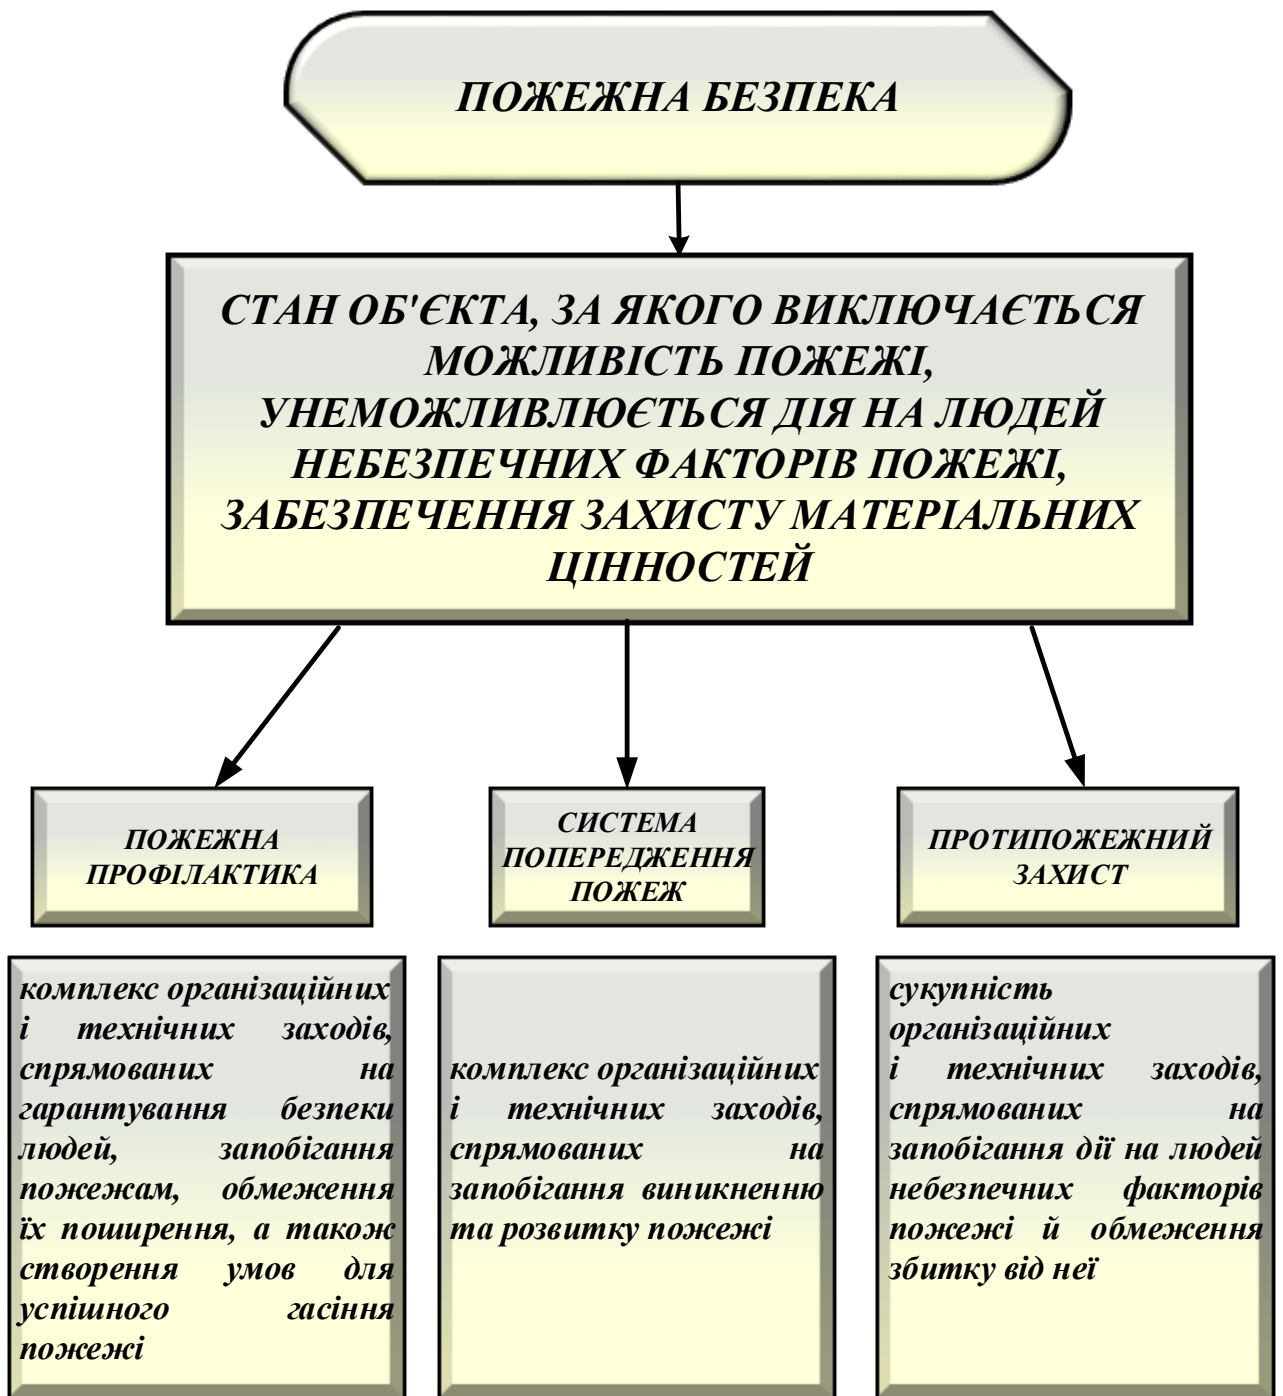 ПОЖЕЖНА БЕЗПЕКА
СТАН ОБ'ЄКТА, ЗА ЯКОГО ВИКЛЮЧАЄТЬСЯ
МОЖЛИВІСТЬ ПОЖЕЖІ,
УНЕМОЖЛИВЛЮЄТЬСЯ ДІЯ НА ЛЮДЕЙ
НЕБЕЗПЕЧНИХ ФАКТОРІВ ПОЖЕЖІ,
ЗАБЕЗПЕЧЕННЯ ЗАХИСТУ МАТЕРІАЛЬНИХ
ЦІННОСТЕЙ
ПОЖЕЖНА
ПРОФІЛАКТИКА
комплекс організаційних
і технічних заходів,
спрямованих на
гарантування безпеки
людей, запобігання
пожежам, обмеження
їх поширення, а також
створення умов для
успішного гасіння
пожежі
СИСТЕМА
ПОПЕРЕДЖЕННЯ
ПОЖЕЖ
комплекс організаційних
і технічних заходів,
спрямованих на
запобігання виникненню
та розвитку пожежі
ПРОТИПОЖЕЖНИЙ
ЗАХИСТ
сукупність
організаційних
і технічних заходів,
спрямованих на
запобігання дії на людей
небезпечних факторів
пожежі й обмеження
збитку від неї